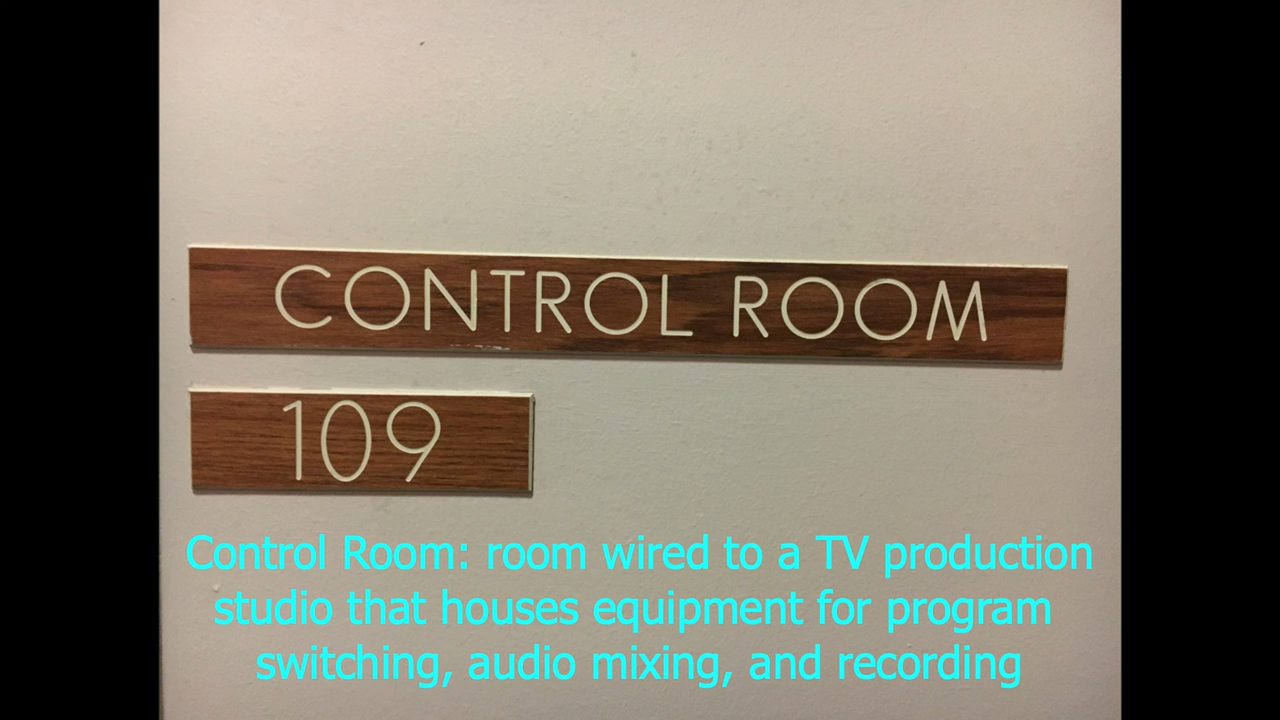 CONTROL ROOM
109
Control Room: room wired to a TV production
studio that houses equipment for program
switching, audio mixing, and recording